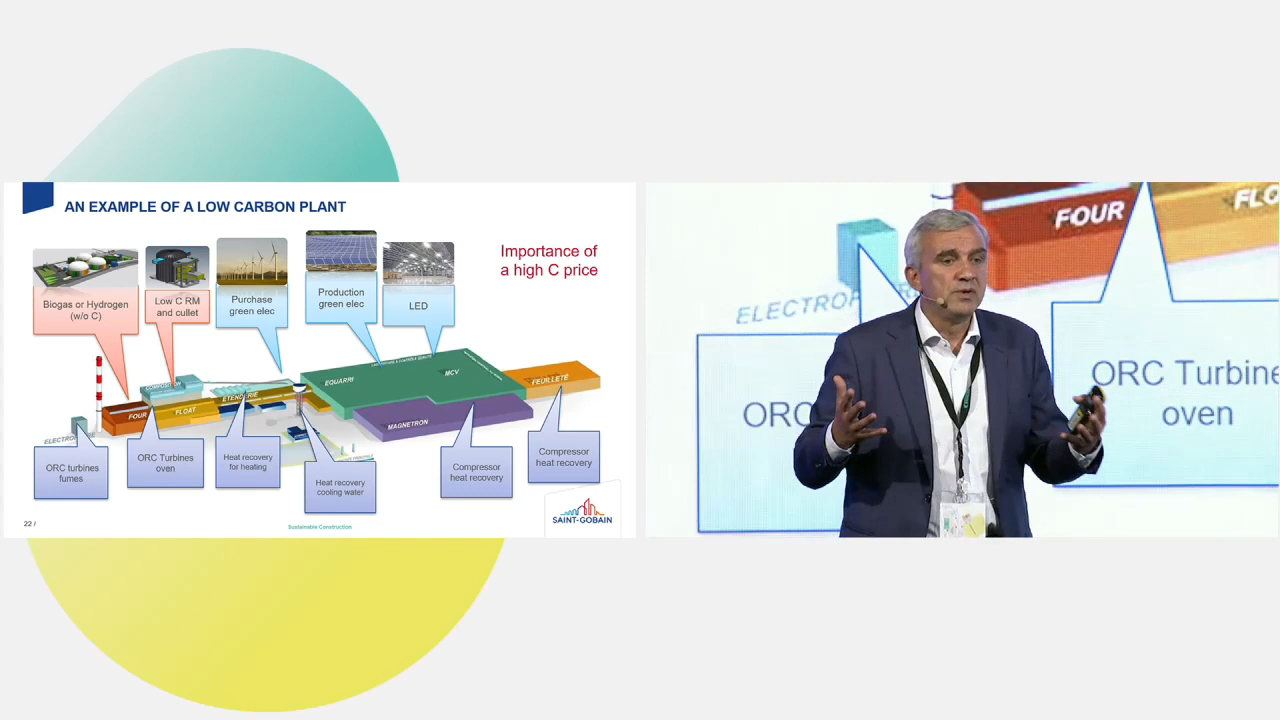 AN EXAMPLE OF A LOW CARBON PLANT
Importance of
a high C price
Biogas or Hydrogen
(w/o C)
Low C RM
and cullet
Purchase
green elec
Production
green elec
LED
COMPOSITION
EQUARRI
MCV
FEUILLETÉ
FOUR
FLOAT
ETENDERIE
MAGNETRON
ORC turbines
fumes
ORC Turbines
oven
Heat recovery
for heating
Heat recovery
cooling water
Compressor
heat recovery
Compressor
heat recovery
SAINT-GOBAIN
22 /
Sustainable Construction
FOUR
FLO
ORC
ORC Turbine
oven